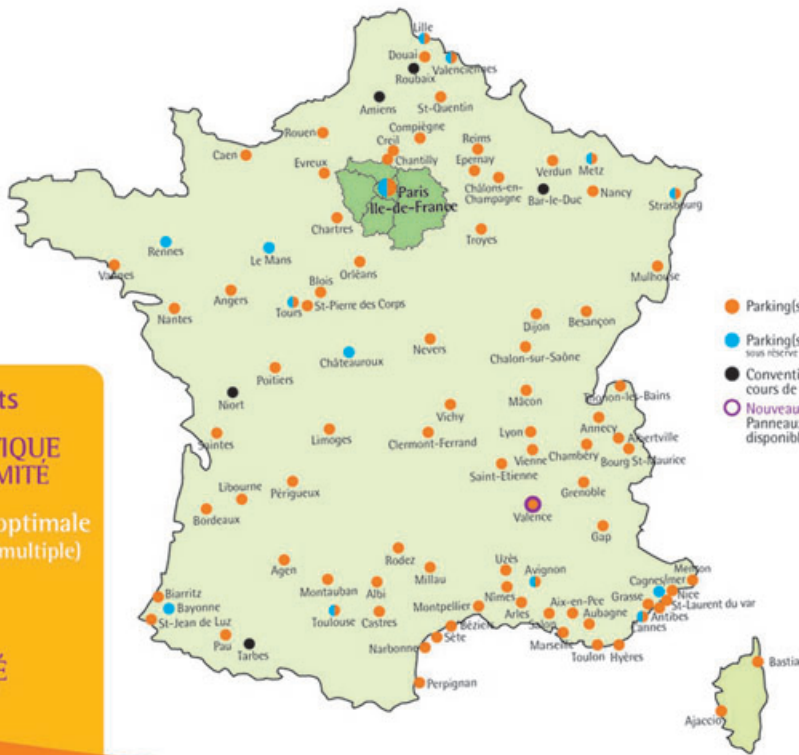 Lille
Douai
Valenciennes
Roubaix
Amiens
St-Quentin
Compiègne
Rouen
Creil
Reims
Caen
Chantilly
Epernay
Evreux
Verdun
Metz
Paris
Ile-de-France
Châlons-en-
Champagne
Bar-le-Duc
Nancy
Strasbourg
Chartres
Troyes
Rennes
Le Mans
Vannes
Orléans
Mulhouse
Blois
Angers
St-Pierre des Corps
Tours
Nantes
Dijon
Besançon
Nevers
Châteauroux
Chalon-sur-Saône
Poitiers
Niort
Mâcon
Thonon-les-Bains
Vichy
Annecy
Saintes
Limoges
Clermont-Ferrand
Lyon
Albertville
Vienne
Chambéry
Bourg St-Maurice
Saint-Etienne
Libourne
Périgueux
Grenoble
Bordeaux
Valence
Gap
Rodez
Agen
Millau
Uzès
Avignon
Menton
Montauban
Albi
Cagnes/mer
Biarritz
Nîmes
Grasse
Nice
Bayonne
Montpellier
Arles
Aix-en-Pce
Aubagne
St-Laurent du var
St-Jean de Luz
Toulouse
Castres
Salon
Antibes
Béziers
Cannes
Pau
Tarbes
Sète
Marseille
Narbonne
Toulon
Hyères
Perpignan
Bastia
Ajaccio
Parking(s
Parking(s
sous réserve
Conventi
cours de
Nouveau
Panneaux
disponibl
ts
TIQUE
MITÉ
optimale
multiple)
É